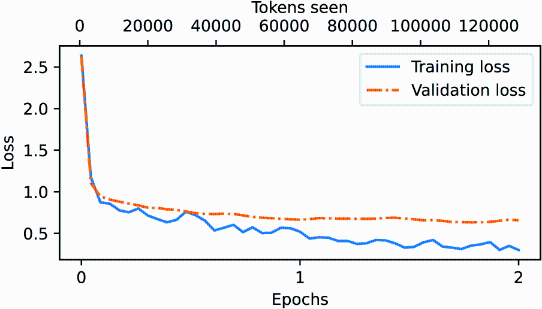 Tokens seen
0 20000 40000 60000 80000 100000 120000
Training loss
Validation loss
2.5
2.0
1.5
1.0
0.5
Loss
0 1 2
Epochs